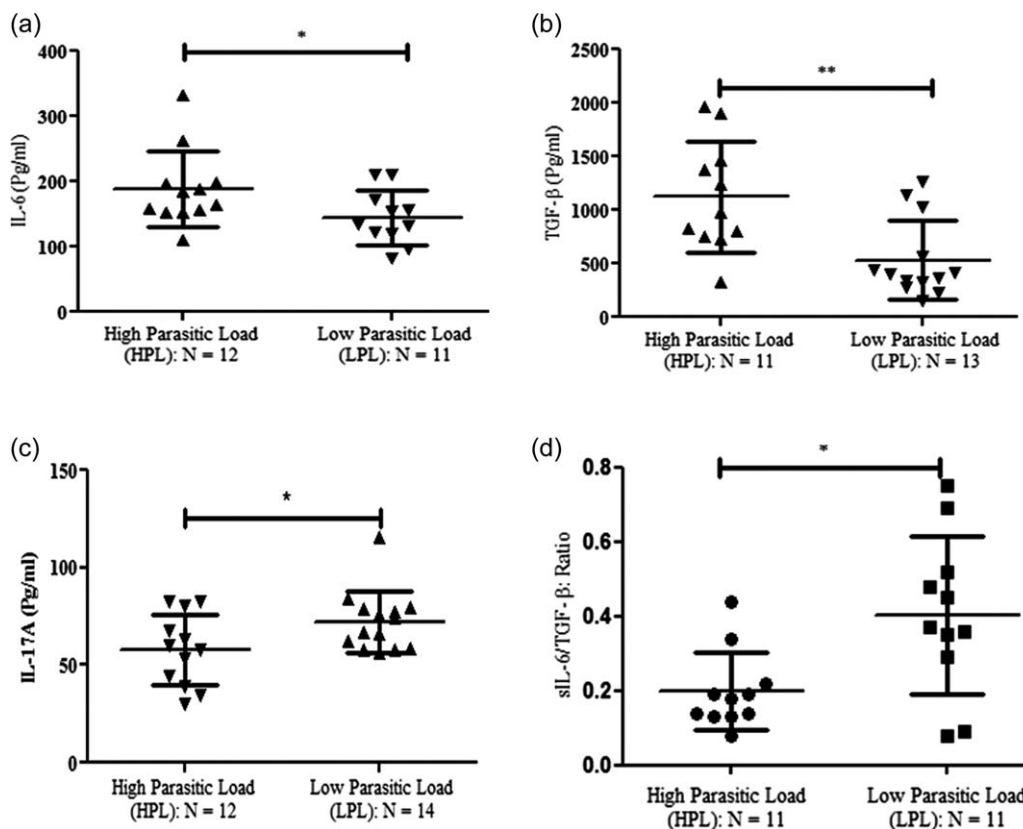 (a)
*
400
300
200
100
0
IL-6 (Pg/ml)
High Parasitic Load
(HPL): N = 12
Low Parasitic Load
(LPL): N = 11
(b)
**
2000
1500
1000
500
0
TGF-β (Pg/ml)
High Parasitic Load
(HPL): N = 11
Low Parasitic Load
(LPL): N = 13
(c)
*
150
100
50
0
IL-17A (Pg/ml)
High Parasitic Load
(HPL): N = 12
Low Parasitic Load
(LPL): N = 14
(d)
*
0.8
0.6
0.4
0.2
0.0
sIL-6/TGF-β: Ratio
High Parasitic Load
(HPL): N = 11
Low Parasitic Load
(LPL): N = 11